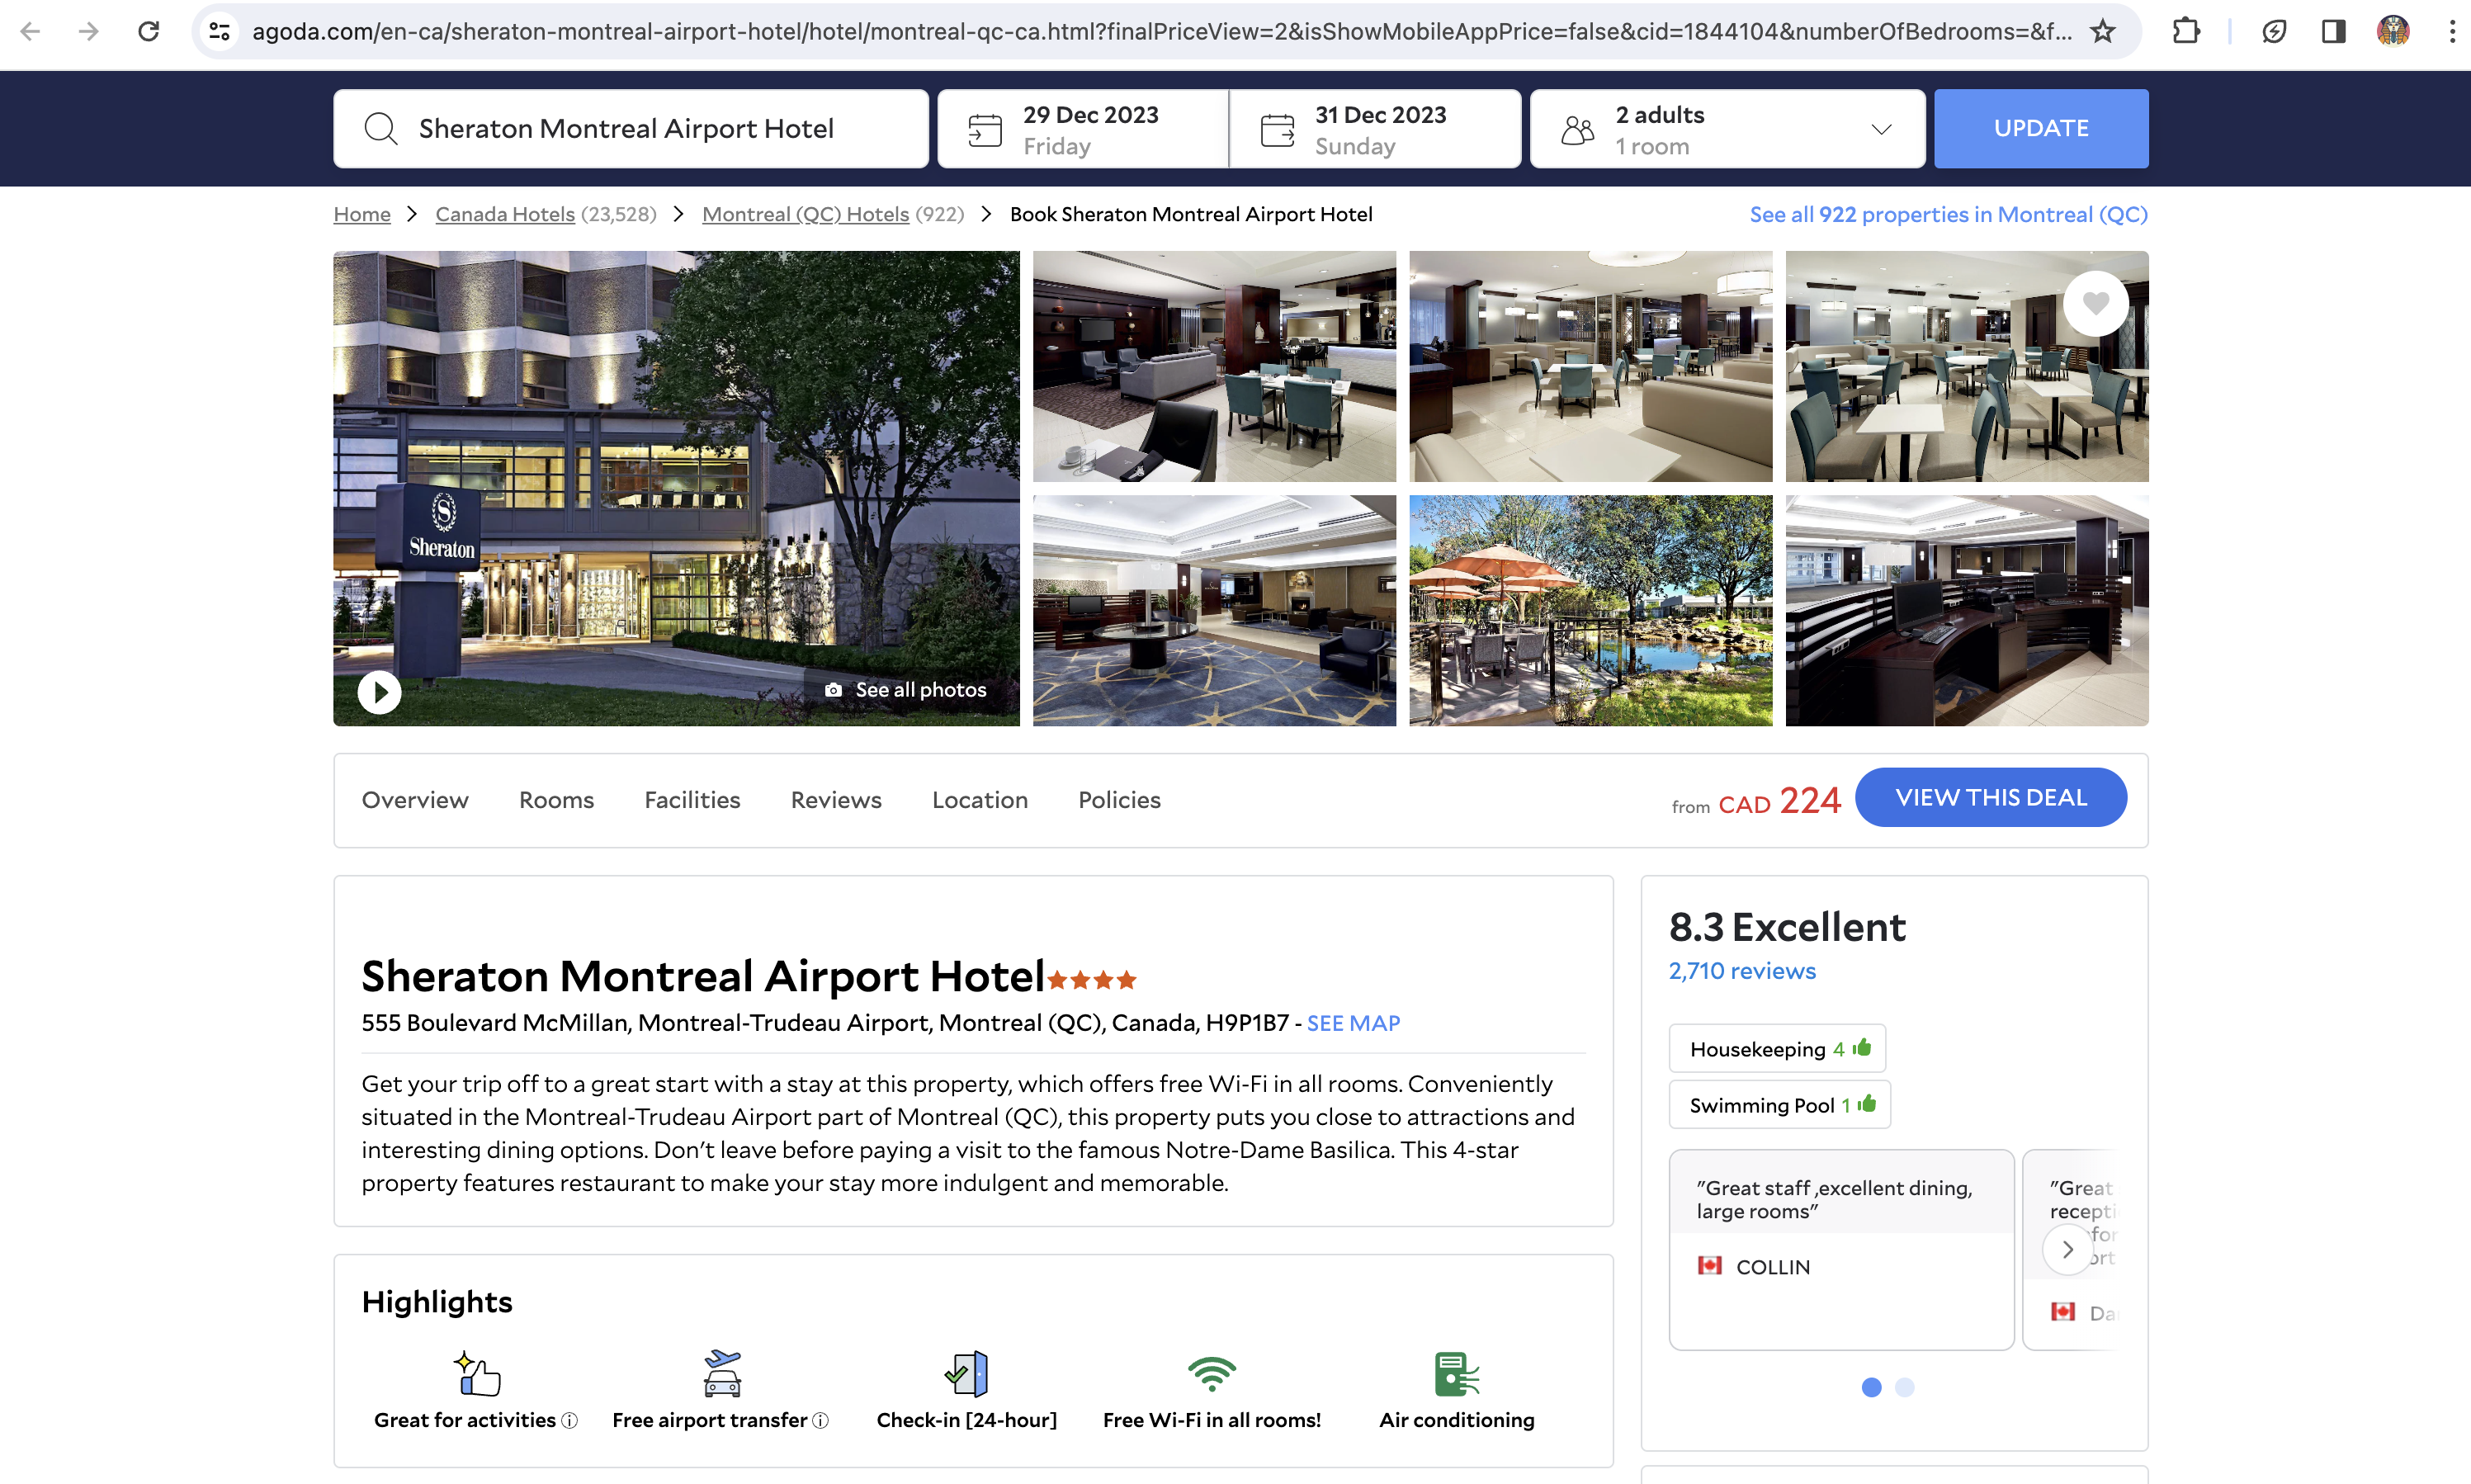 agoda.com/en-ca/sheraton-montreal-airport-hotel/hotel/montreal-qc-ca.html?finalPriceView=2&isShowMobileAppPrice=false&cid=1844104&numberOfBedrooms=&f...
Sheraton Montreal Airport Hotel
29 Dec 2023
Friday
31 Dec 2023
Sunday
2 adults
1 room
UPDATE
Home > Canada Hotels (23,528) > Montreal (QC) Hotels (922) > Book Sheraton Montreal Airport Hotel
See all 922 properties in Montreal (QC)
S
Sheraton
See all photos
Overview Rooms Facilities Reviews Location Policies
from CAD 224
VIEW THIS DEAL
Sheraton Montreal Airport Hotel
555 Boulevard McMillan, Montreal-Trudeau Airport, Montreal (QC), Canada, H9P1B7 - SEE MAP
Get your trip off to a great start with a stay at this property, which offers free Wi-Fi in all rooms. Conveniently
situated in the Montreal-Trudeau Airport part of Montreal (QC), this property puts you close to attractions and
interesting dining options. Don't leave before paying a visit to the famous Notre-Dame Basilica. This 4-star
property features restaurant to make your stay more indulgent and memorable.
Highlights
Great for activities
Free airport transfer
Check-in [24-hour]
Free Wi-Fi in all rooms!
Air conditioning
8.3 Excellent
2,710 reviews
Housekeeping 4
Swimming Pool 1
"Great staff ,excellent dining,
large rooms"
COLLIN
"Great